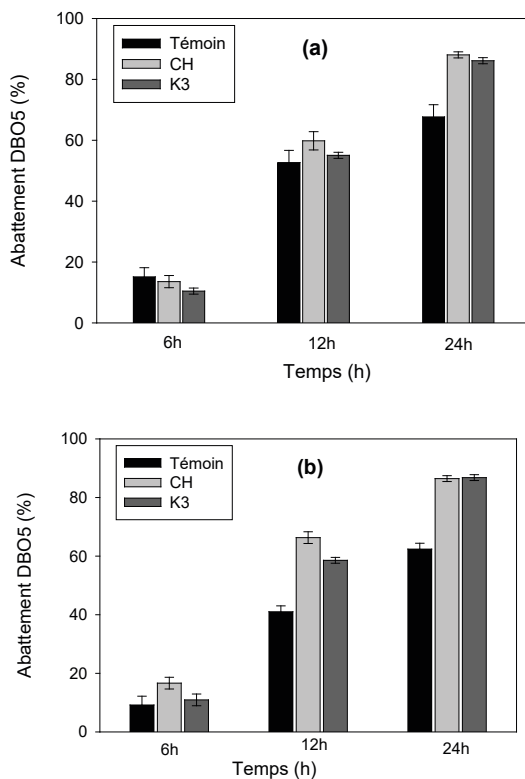 100
(a)
Témoin
CH
80
K3
60
40
20
0
Abattement DBO5 (%)
6h 12h 24h
Temps (h)
100
(b)
Témoin
CH
80
K3
60
40
20
0
Abattement DBO5 (%)
6h 12h 24h
Temps (h)